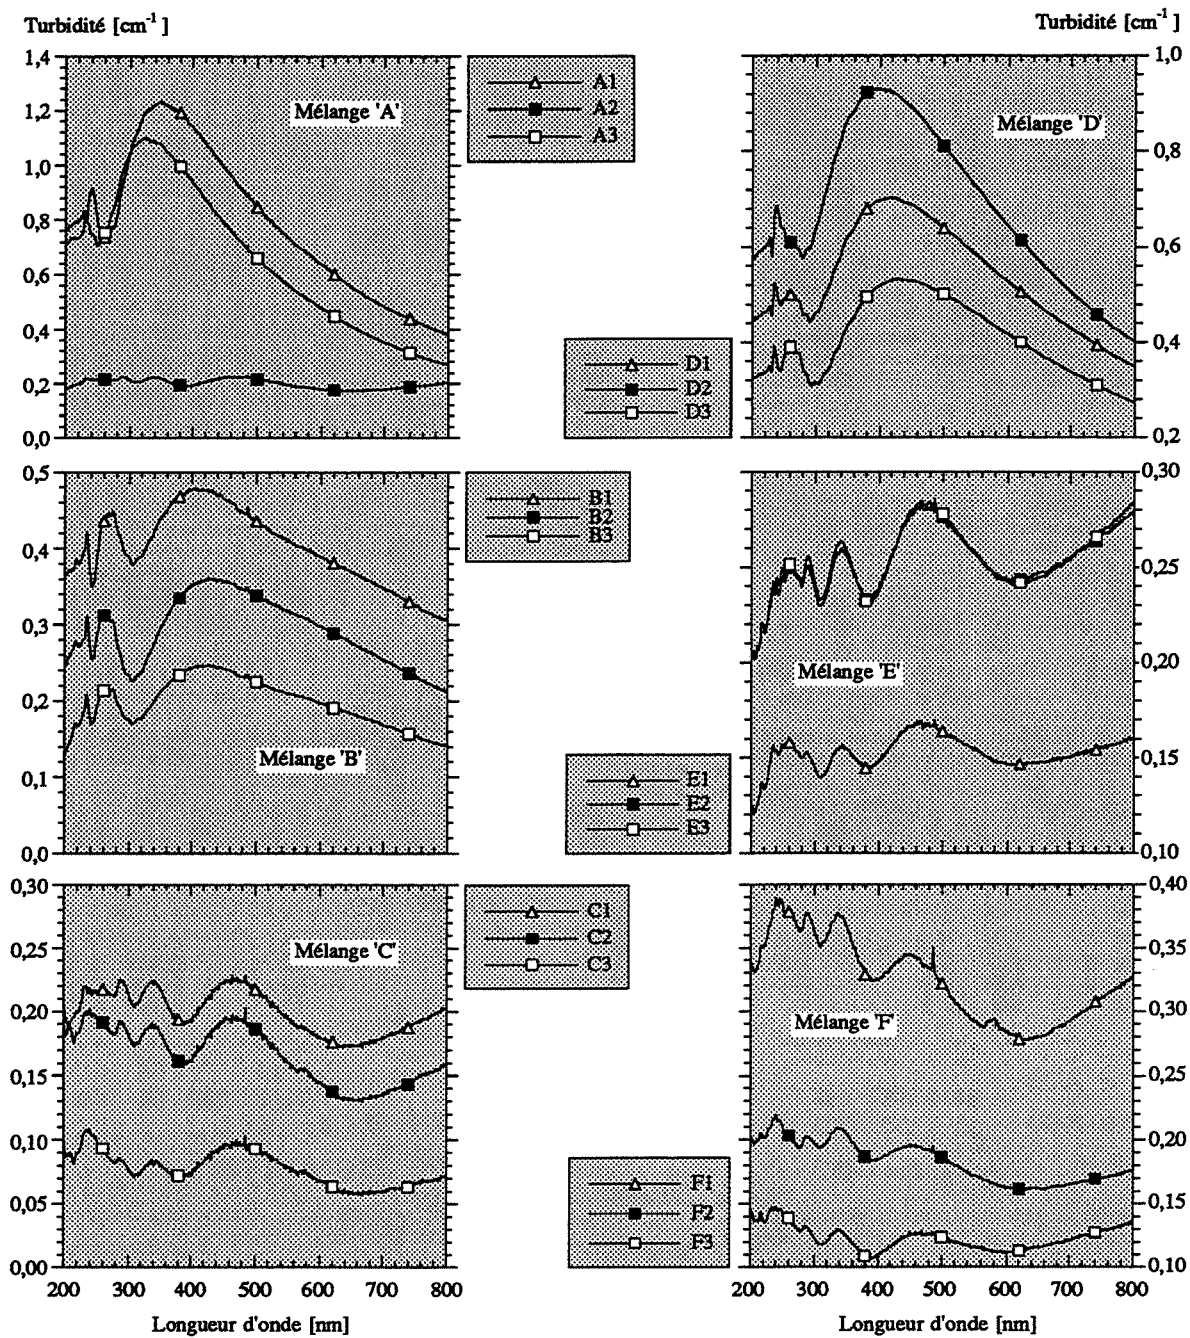 Turbidité [cm⁻¹]
Turbidité [cm⁻¹]
1,4
1,2
1,0
0,8
0,6
0,4
0,2
0,0
Mélange 'A'
A1
A2
A3
1,0
0,8
0,6
0,4
0,2
Mélange 'D'
D1
D2
D3
0,5
0,4
0,3
0,2
0,1
0,0
Mélange 'B'
B1
B2
B3
0,30
0,25
0,20
0,15
0,10
Mélange 'E'
E1
E2
E3
0,30
0,25
0,20
0,15
0,10
0,05
0,00
Mélange 'C'
C1
C2
C3
0,40
0,35
0,30
0,25
0,20
0,15
0,10
Mélange 'F'
F1
F2
F3
200 300 400 500 600 700 800
200 300 400 500 600 700 800
Longueur d'onde [nm]
Longueur d'onde [nm]